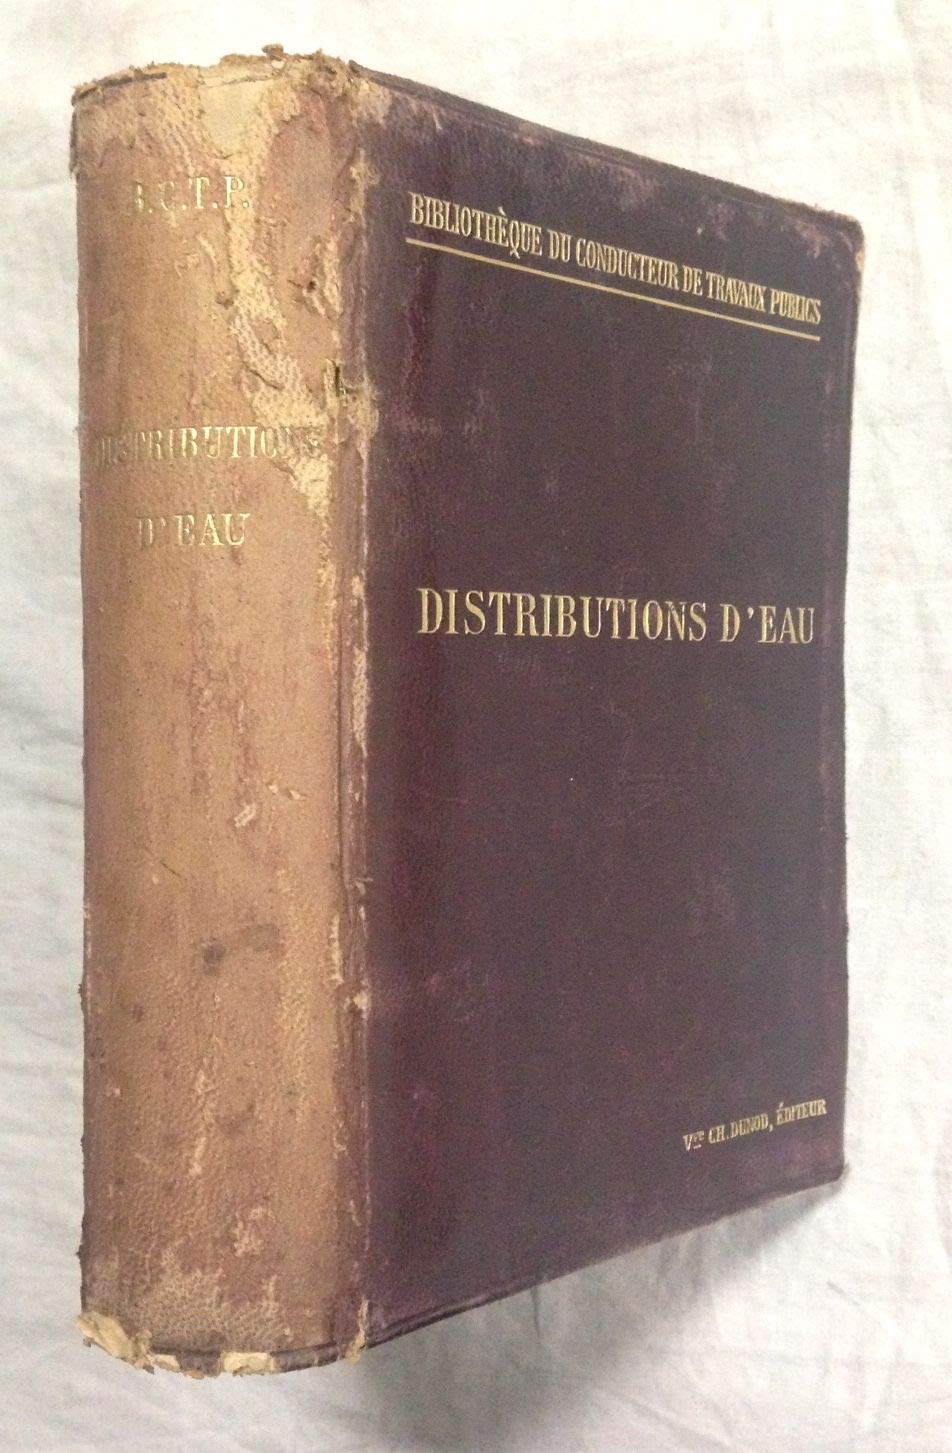 B.C.T.P.
DISTRIBUTIONS
D'EAU
BIBLIOTHÈQUE DU CONDUCTEUR DE TRAVAUX PUBLICS
DISTRIBUTIONS D'EAU
Vve CH. DUNOD, ÉDITEUR